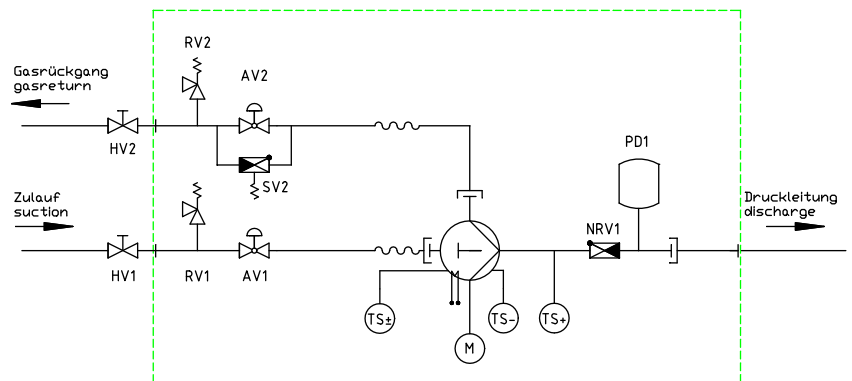 RV2
Gasrückgang
gasreturn
AV2
HV2
SV2
PD1
Zulauf
suction
Druckleitung
discharge
NRV1
HV1
RV1
AV1
TS±
TS-
TS+
M